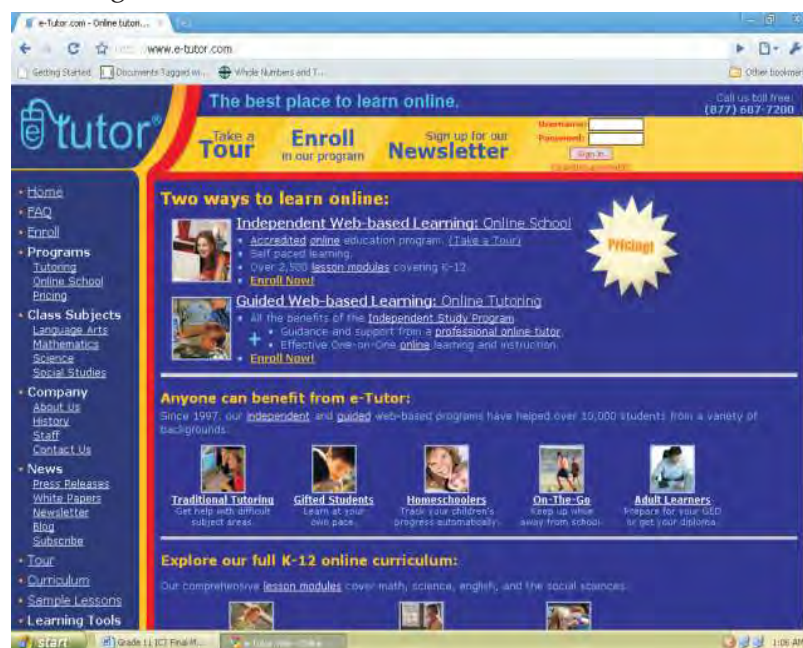 e-Tutor.com - Online tutori...
www.e-tutor.com
Getting Started
Documents Tagged wi...
Whole Numbers and T...
Other bookmar
e tutor®
The best place to learn online.
Call us toll free:
(877) 687-7200
Take a
Tour
Enroll
in our program
Sign up for our
Newsletter
Username:
Password:
Sign in
• Home
• FAQ
• Enroll
• Programs
Tutoring
Online School
Pricing
• Class Subjects
Language Arts
Mathematics
Science
Social Studies
• Company
About Us
History
Staff
Contact Us
• News
Press Releases
White Papers
Newsletter
Blog
Subscribe
• Tour
• Curriculum
• Sample Lessons
• Learning Tools
Two ways to learn online:
Independent Web-based Learning: Online School
• Accredited online education program. (Take a Tour)
• Self paced learning.
• Over 2,500 lesson modules covering K-12
• Enroll Now!
Pricing!
Guided Web-based Learning: Online Tutoring
• All the benefits of the Independent Study Program
+ • Guidance and support from a professional online tutor.
• Effective One-on-One online learning and instruction.
• Enroll Now!
Anyone can benefit from e-Tutor:
Since 1997, our independent and guided web-based programs have helped over 10,000 students from a variety of
backgrounds.
Traditional Tutoring
Get help with difficult
subject areas.
Gifted Students
Learn at your
own pace.
Homeschoolers
Track your children's
progress automatically.
On-The-Go
Keep up while
away from school.
Adult Learners
Prepare for your GED
or get your diploma.
Explore our full K-12 online curriculum:
Our comprehensive lesson modules cover math, science, english, and the social sciences.
start
Grade 11 ICT Final M...
1:06 AM